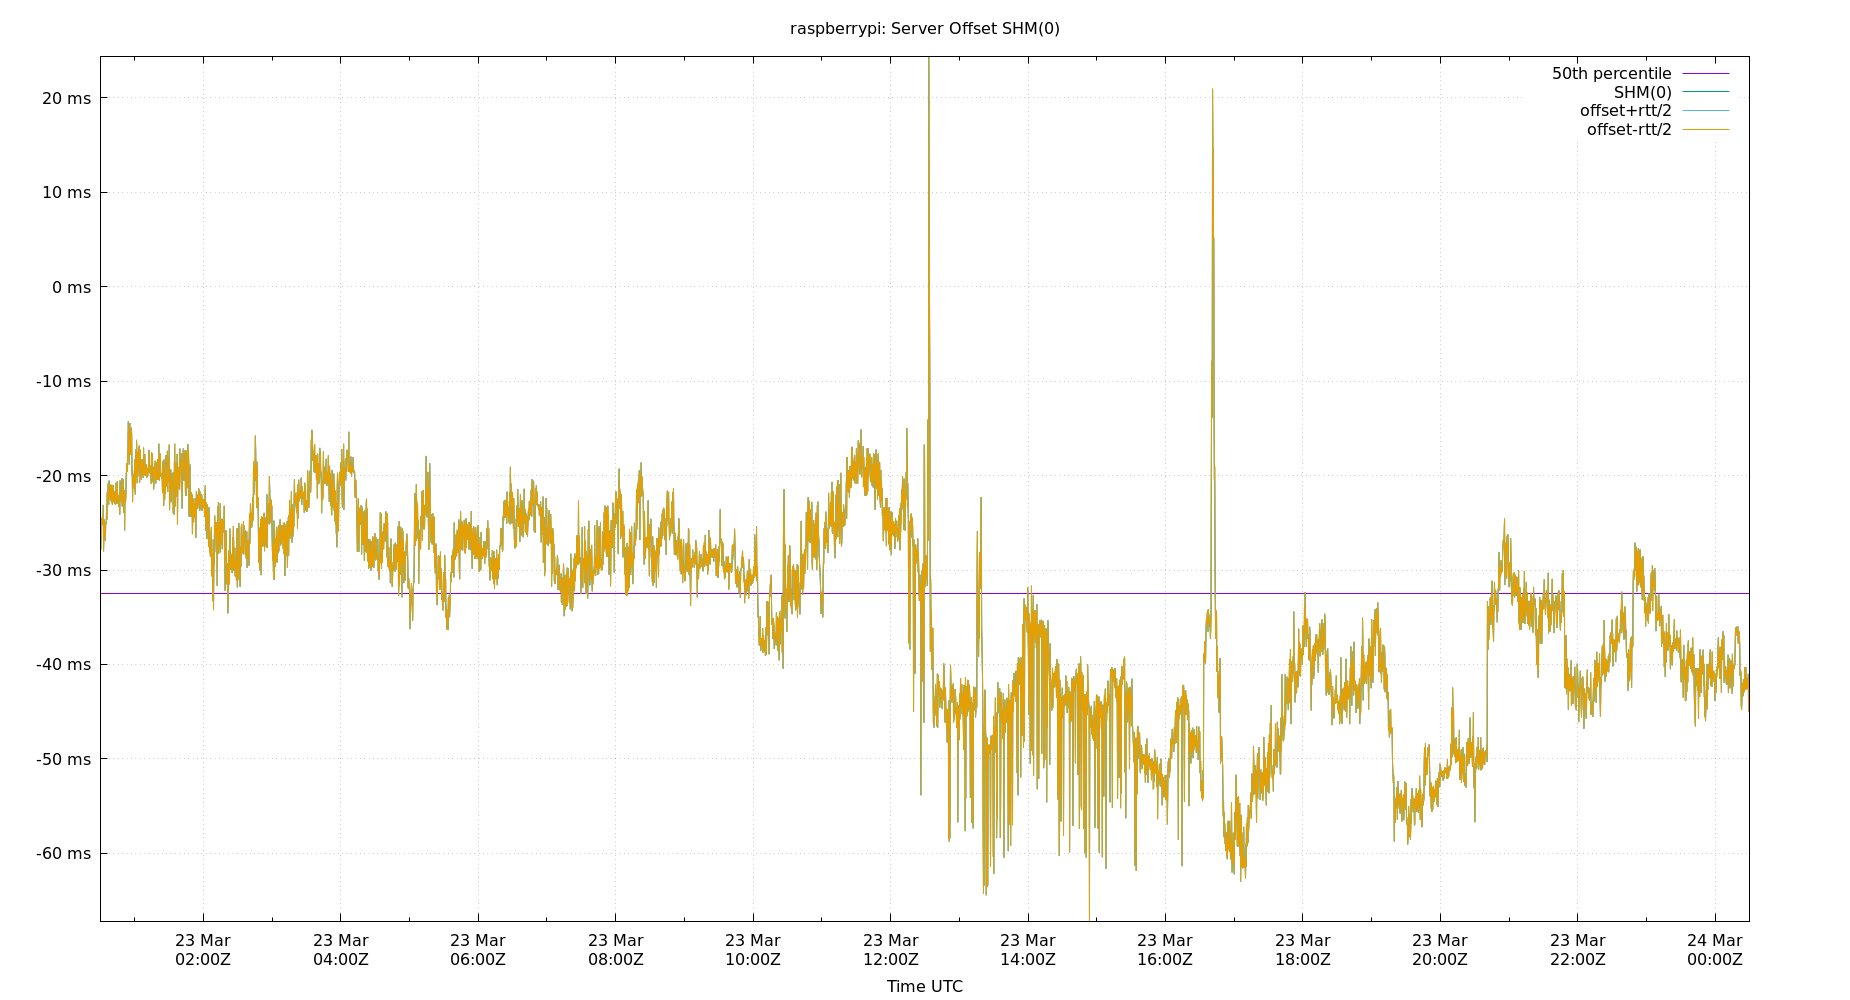 raspberrypi: Server Offset SHM(0)
50th percentile
SHM(0)
offset+rtt/2
offset-rtt/2
20 ms
10 ms
0 ms
-10 ms
-20 ms
-30 ms
-40 ms
-50 ms
-60 ms
23 Mar 23 Mar 23 Mar 23 Mar 23 Mar 23 Mar 23 Mar 23 Mar 23 Mar 23 Mar 23 Mar 24 Mar
02:00Z 04:00Z 06:00Z 08:00Z 10:00Z 12:00Z 14:00Z 16:00Z 18:00Z 20:00Z 22:00Z 00:00Z
Time UTC